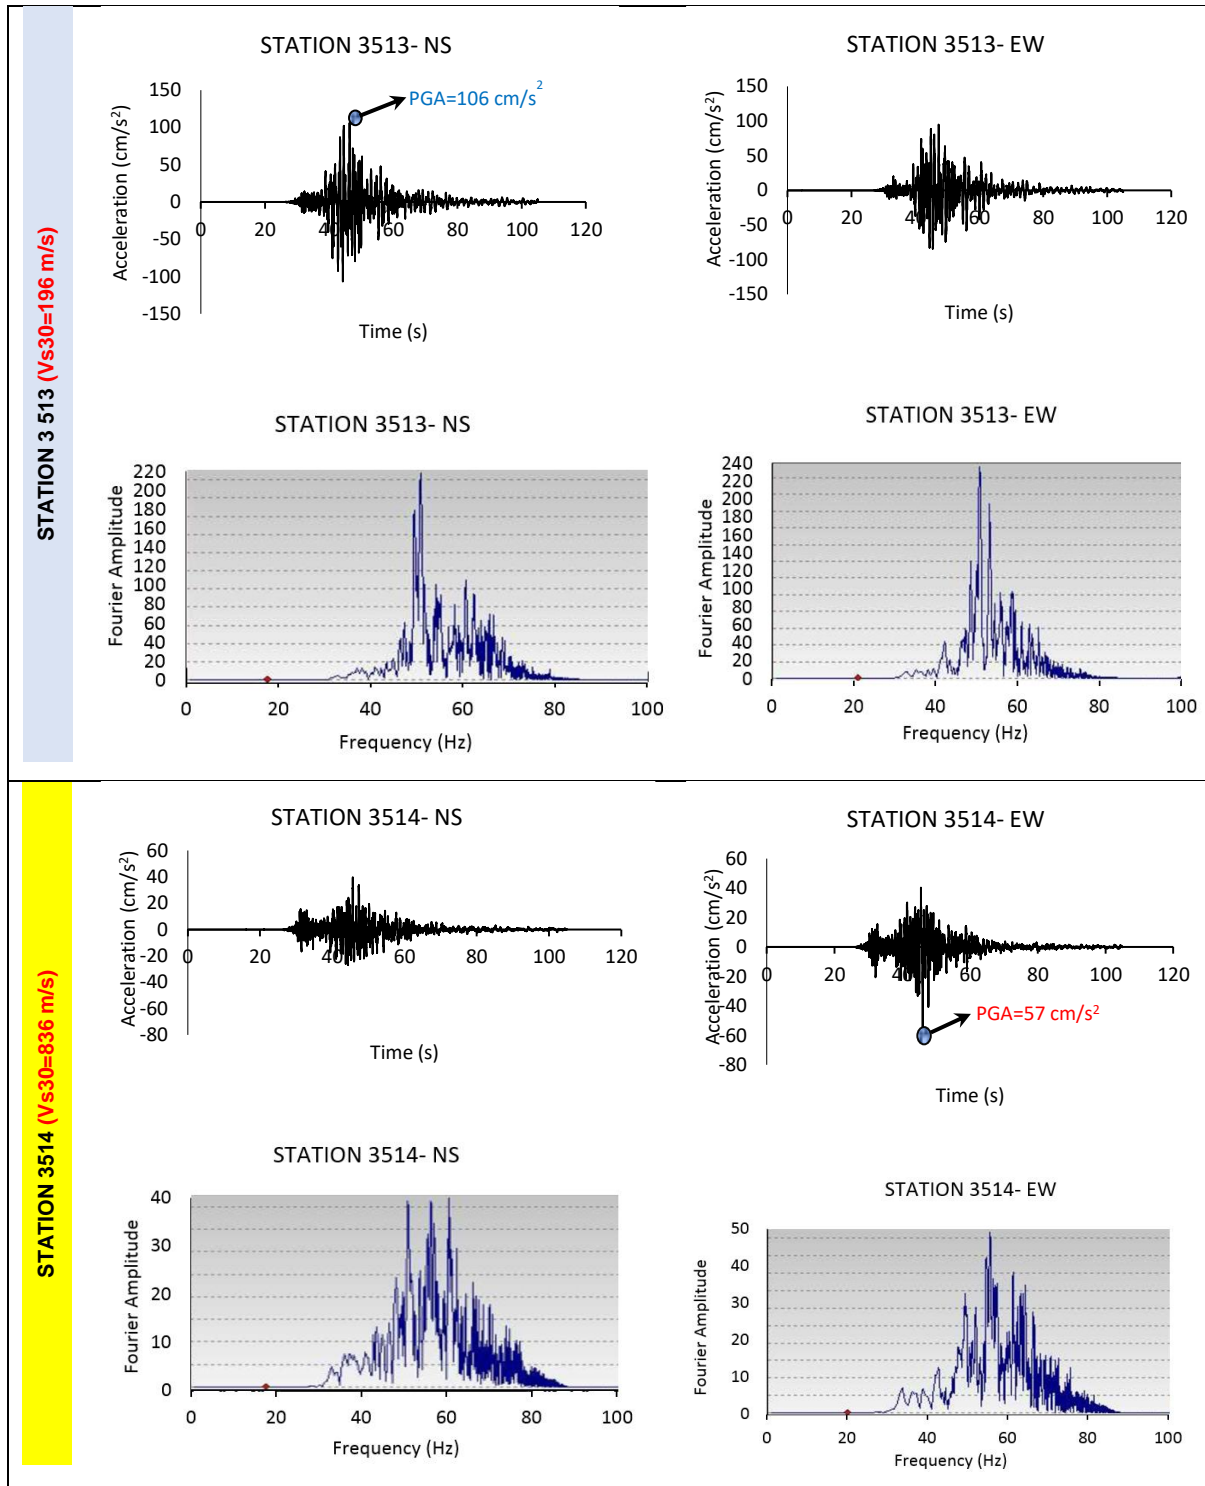 STATION 3 513 (Vs30=196 m/s)
STATION 3513- NS
PGA=106 cm/s2
Acceleration (cm/s2)
150
100
50
0
-50
-100
-150
0 20 40 60 80 100 120
Time (s)
STATION 3513- EW
Acceleration (cm/s2)
150
100
50
0
-50
-100
-150
0 20 40 60 80 100 120
Time (s)
STATION 3513- NS
Fourier Amplitude
220
200
180
160
140
120
100
80
60
40
20
0
0 20 40 60 80 100
Frequency (Hz)
STATION 3513- EW
Fourier Amplitude
240
220
200
180
160
140
120
100
80
60
40
20
0
0 20 40 60 80 100
Frequency (Hz)
STATION 3514 (Vs30=836 m/s)
STATION 3514- NS
Acceleration (cm/s2)
60
40
20
0
-20
-40
-60
-80
0 20 40 60 80 100 120
Time (s)
STATION 3514- EW
Acceleration (cm/s2)
60
40
20
0
-20
-40
-60
-80
0 20 40 60 80 100 120
PGA=57 cm/s2
Time (s)
STATION 3514- NS
Fourier Amplitude
40
30
20
10
0
0 20 40 60 80 100
Frequency (Hz)
STATION 3514- EW
Fourier Amplitude
50
40
30
20
10
0
0 20 40 60 80 100
Frequency (Hz)